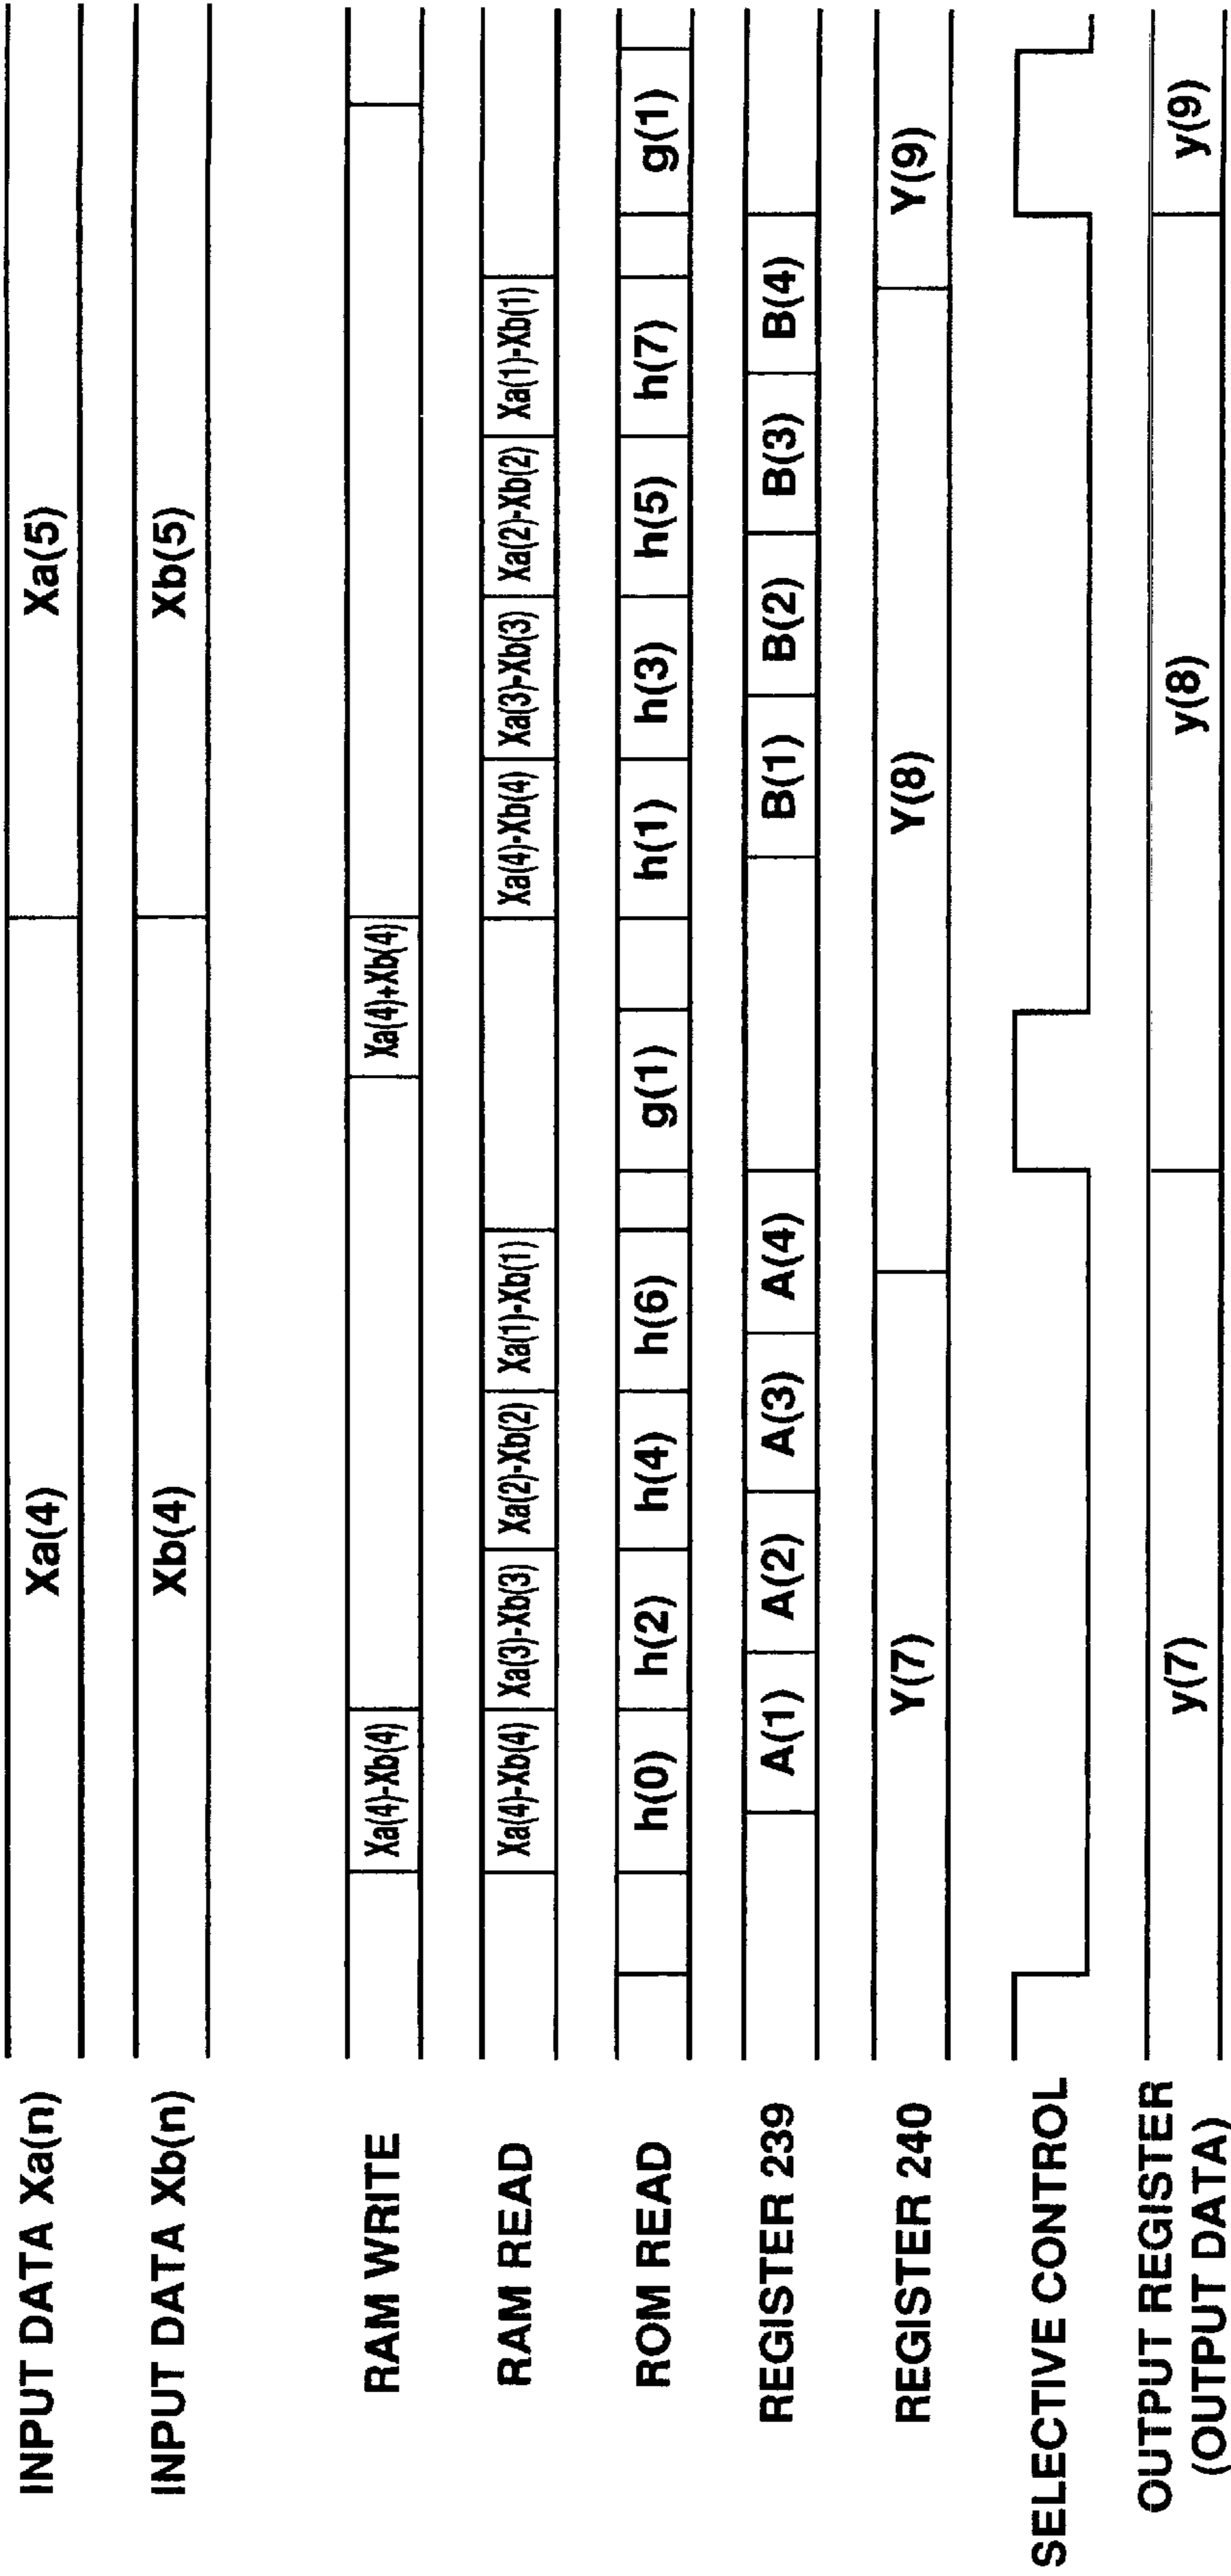 INPUT DATA Xa(n)
Xa(4)
Xa(5)
INPUT DATA Xb(n)
Xb(4)
Xb(5)
RAM WRITE
Xa(4)-Xb(4)
Xa(4)+Xb(4)
RAM READ
Xa(4)-Xb(4)
Xa(3)-Xb(3)
Xa(2)-Xb(2)
Xa(1)-Xb(1)
Xa(4)-Xb(4)
Xa(3)-Xb(3)
Xa(2)-Xb(2)
Xa(1)-Xb(1)
ROM READ
h(0)
h(2)
h(4)
h(6)
g(1)
h(1)
h(3)
h(5)
h(7)
g(1)
REGISTER 239
A(1)
A(2)
A(3)
A(4)
B(1)
B(2)
B(3)
B(4)
REGISTER 240
Y(7)
Y(8)
Y(9)
SELECTIVE CONTROL
OUTPUT REGISTER
(OUTPUT DATA)
y(7)
y(8)
y(9)